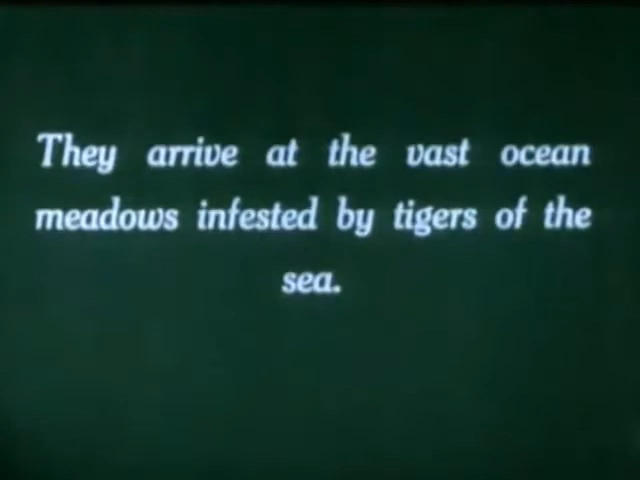 They arrive at the vast ocean
meadows infested by tigers of the
sea.